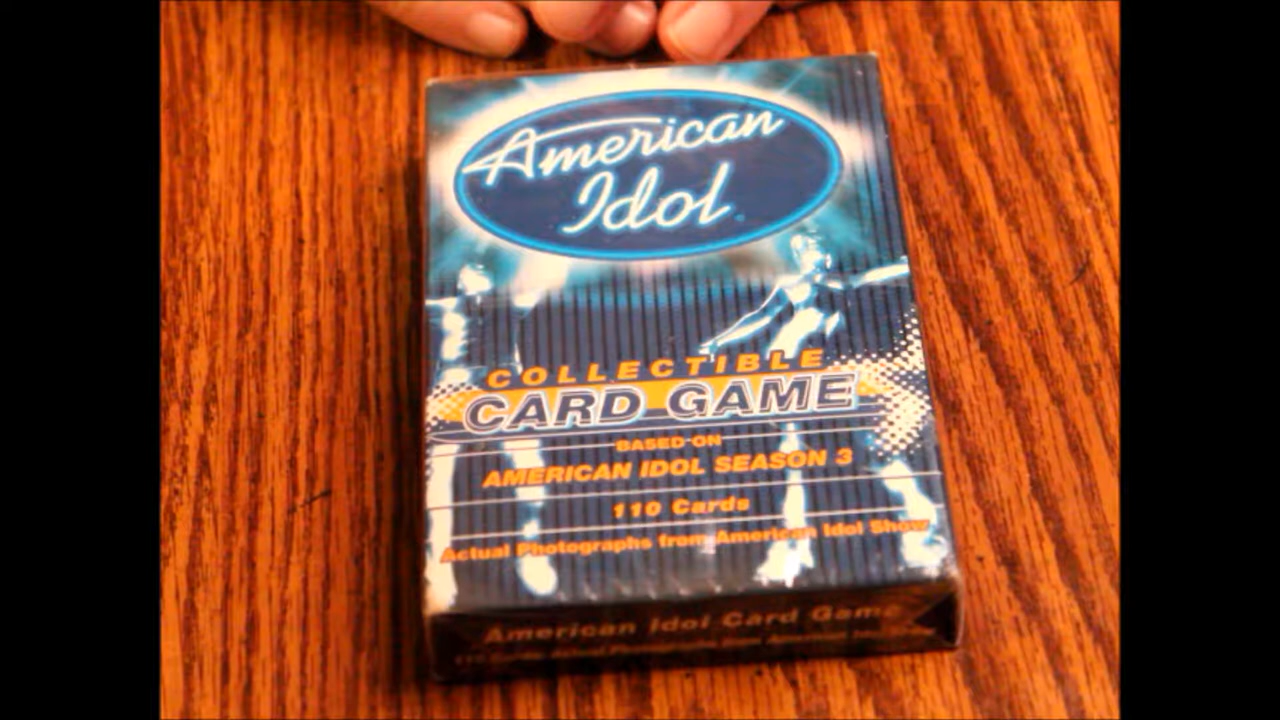 American
Idol
COLLECTIBLE
CARD GAME
BASED ON
AMERICAN IDOL SEASON 3
110 Cards
Actual Photographs from American Idol Show
American Idol Card Game